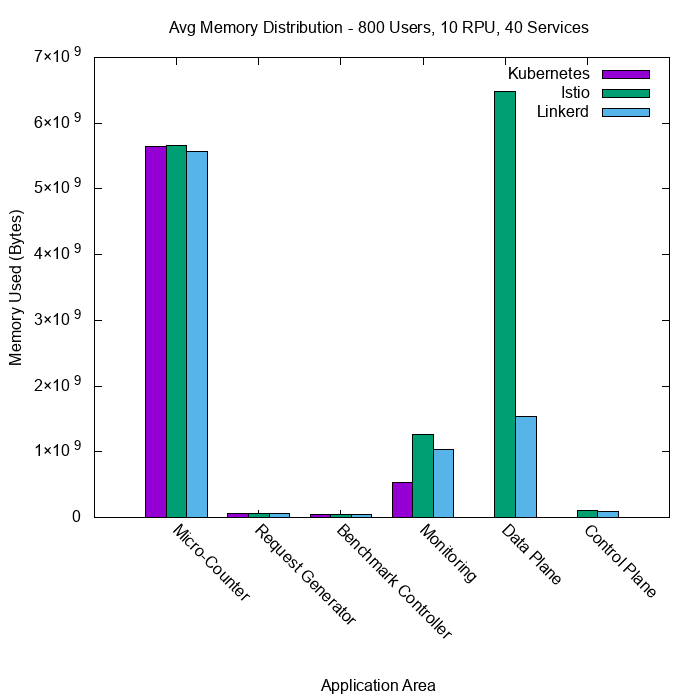 Avg Memory Distribution - 800 Users, 10 RPU, 40 Services
Kubernetes
Istio
Linkerd
Memory Used (Bytes)
7×10 9
6×10 9
5×10 9
4×10 9
3×10 9
2×10 9
1×10 9
0
Micro-Counter
Request Generator
Benchmark Controller
Monitoring
Data Plane
Control Plane
Application Area